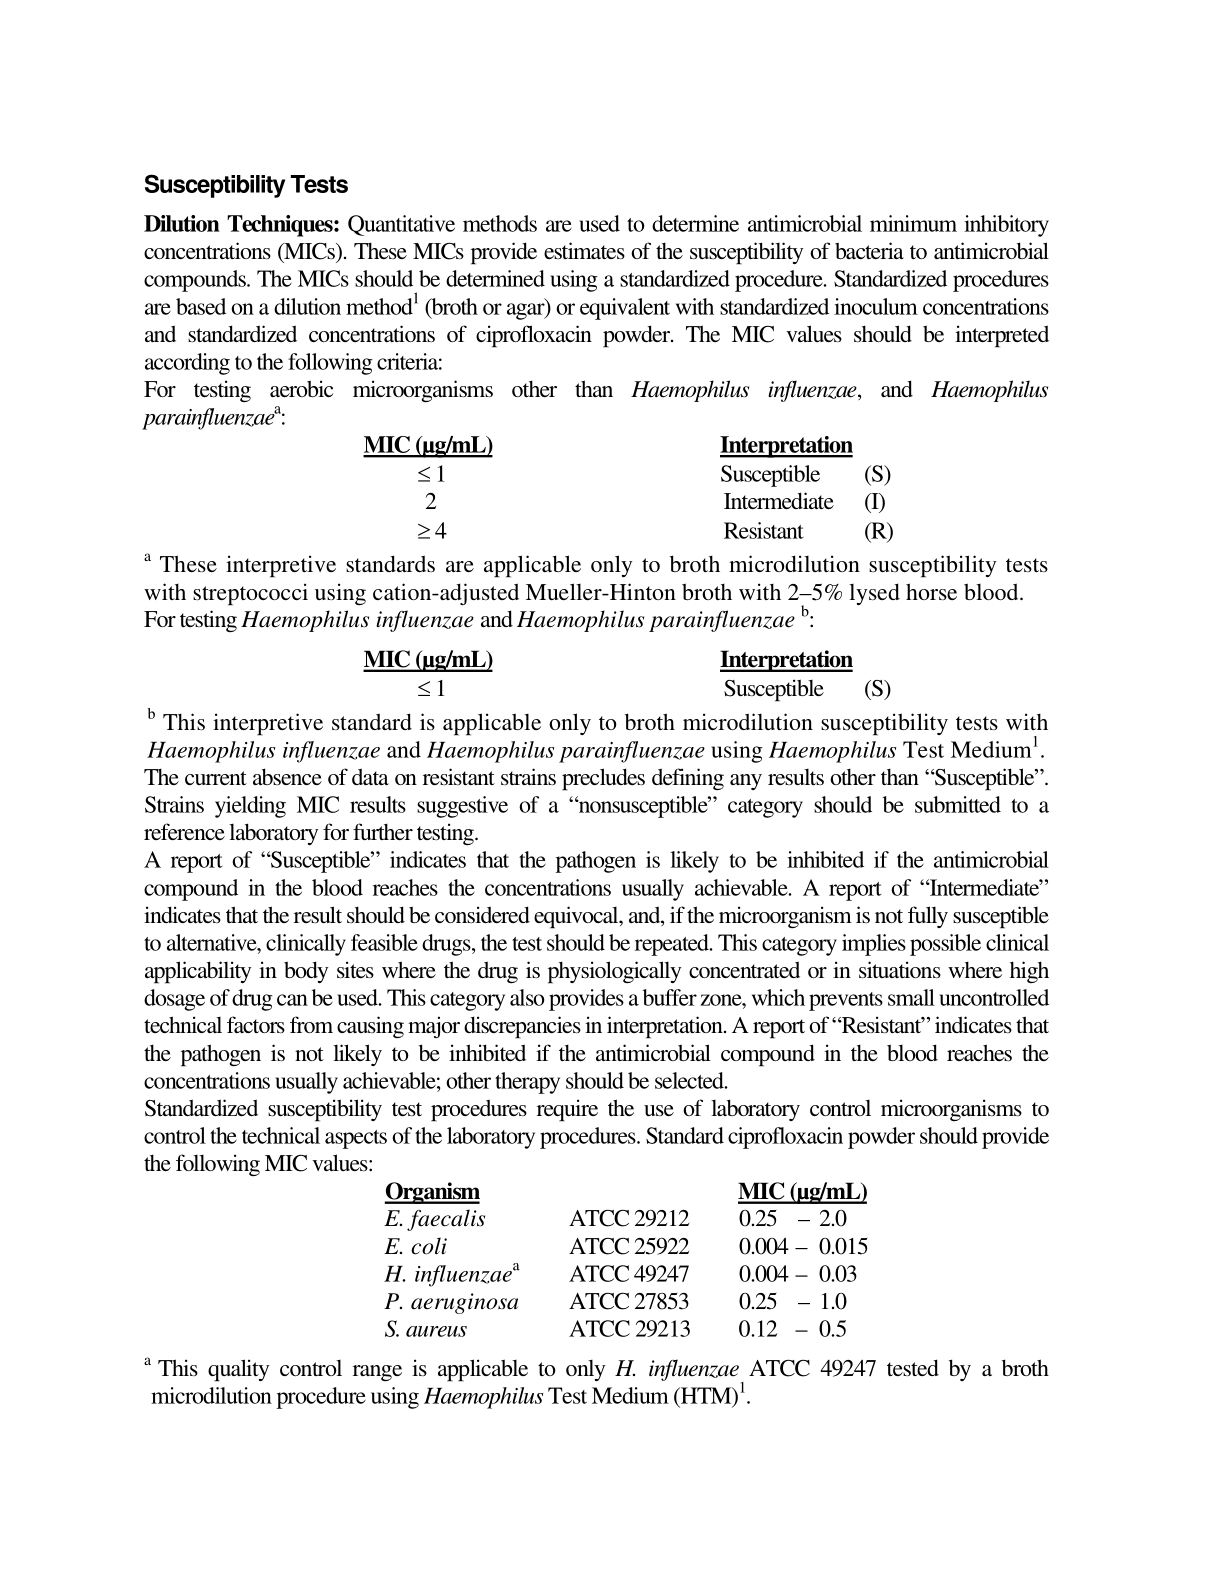 Susceptibility Tests
Dilution Techniques: Quantitative methods are used to determine antimicrobial minimum inhibitory
concentrations (MICs). These MICs provide estimates of the susceptibility of bacteria to antimicrobial
compounds. The MICs should be determined using a standardized procedure. Standardized procedures
are based on a dilution method1 (broth or agar) or equivalent with standardized inoculum concentrations
and standardized concentrations of ciprofloxacin powder. The MIC values should be interpreted
according to the following criteria:
For testing aerobic microorganisms other than Haemophilus influenzae, and Haemophilus
parainfluenzaea:
MIC (μg/mL) Interpretation
≤ 1 Susceptible (S)
2 Intermediate (I)
≥ 4 Resistant (R)
a These interpretive standards are applicable only to broth microdilution susceptibility tests
with streptococci using cation-adjusted Mueller-Hinton broth with 2–5% lysed horse blood.
For testing Haemophilus influenzae and Haemophilus parainfluenzae b:
MIC (μg/mL) Interpretation
≤ 1 Susceptible (S)
b This interpretive standard is applicable only to broth microdilution susceptibility tests with
Haemophilus influenzae and Haemophilus parainfluenzae using Haemophilus Test Medium1.
The current absence of data on resistant strains precludes defining any results other than “Susceptible”.
Strains yielding MIC results suggestive of a “nonsusceptible” category should be submitted to a
reference laboratory for further testing.
A report of “Susceptible” indicates that the pathogen is likely to be inhibited if the antimicrobial
compound in the blood reaches the concentrations usually achievable. A report of “Intermediate”
indicates that the result should be considered equivocal, and, if the microorganism is not fully susceptible
to alternative, clinically feasible drugs, the test should be repeated. This category implies possible clinical
applicability in body sites where the drug is physiologically concentrated or in situations where high
dosage of drug can be used. This category also provides a buffer zone, which prevents small uncontrolled
technical factors from causing major discrepancies in interpretation. A report of “Resistant” indicates that
the pathogen is not likely to be inhibited if the antimicrobial compound in the blood reaches the
concentrations usually achievable; other therapy should be selected.
Standardized susceptibility test procedures require the use of laboratory control microorganisms to
control the technical aspects of the laboratory procedures. Standard ciprofloxacin powder should provide
the following MIC values:
Organism MIC (μg/mL)
E. faecalis ATCC 29212 0.25 – 2.0
E. coli ATCC 25922 0.004 – 0.015
H. influenzaea ATCC 49247 0.004 – 0.03
P. aeruginosa ATCC 27853 0.25 – 1.0
S. aureus ATCC 29213 0.12 – 0.5
a This quality control range is applicable to only H. influenzae ATCC 49247 tested by a broth
microdilution procedure using Haemophilus Test Medium (HTM)1.